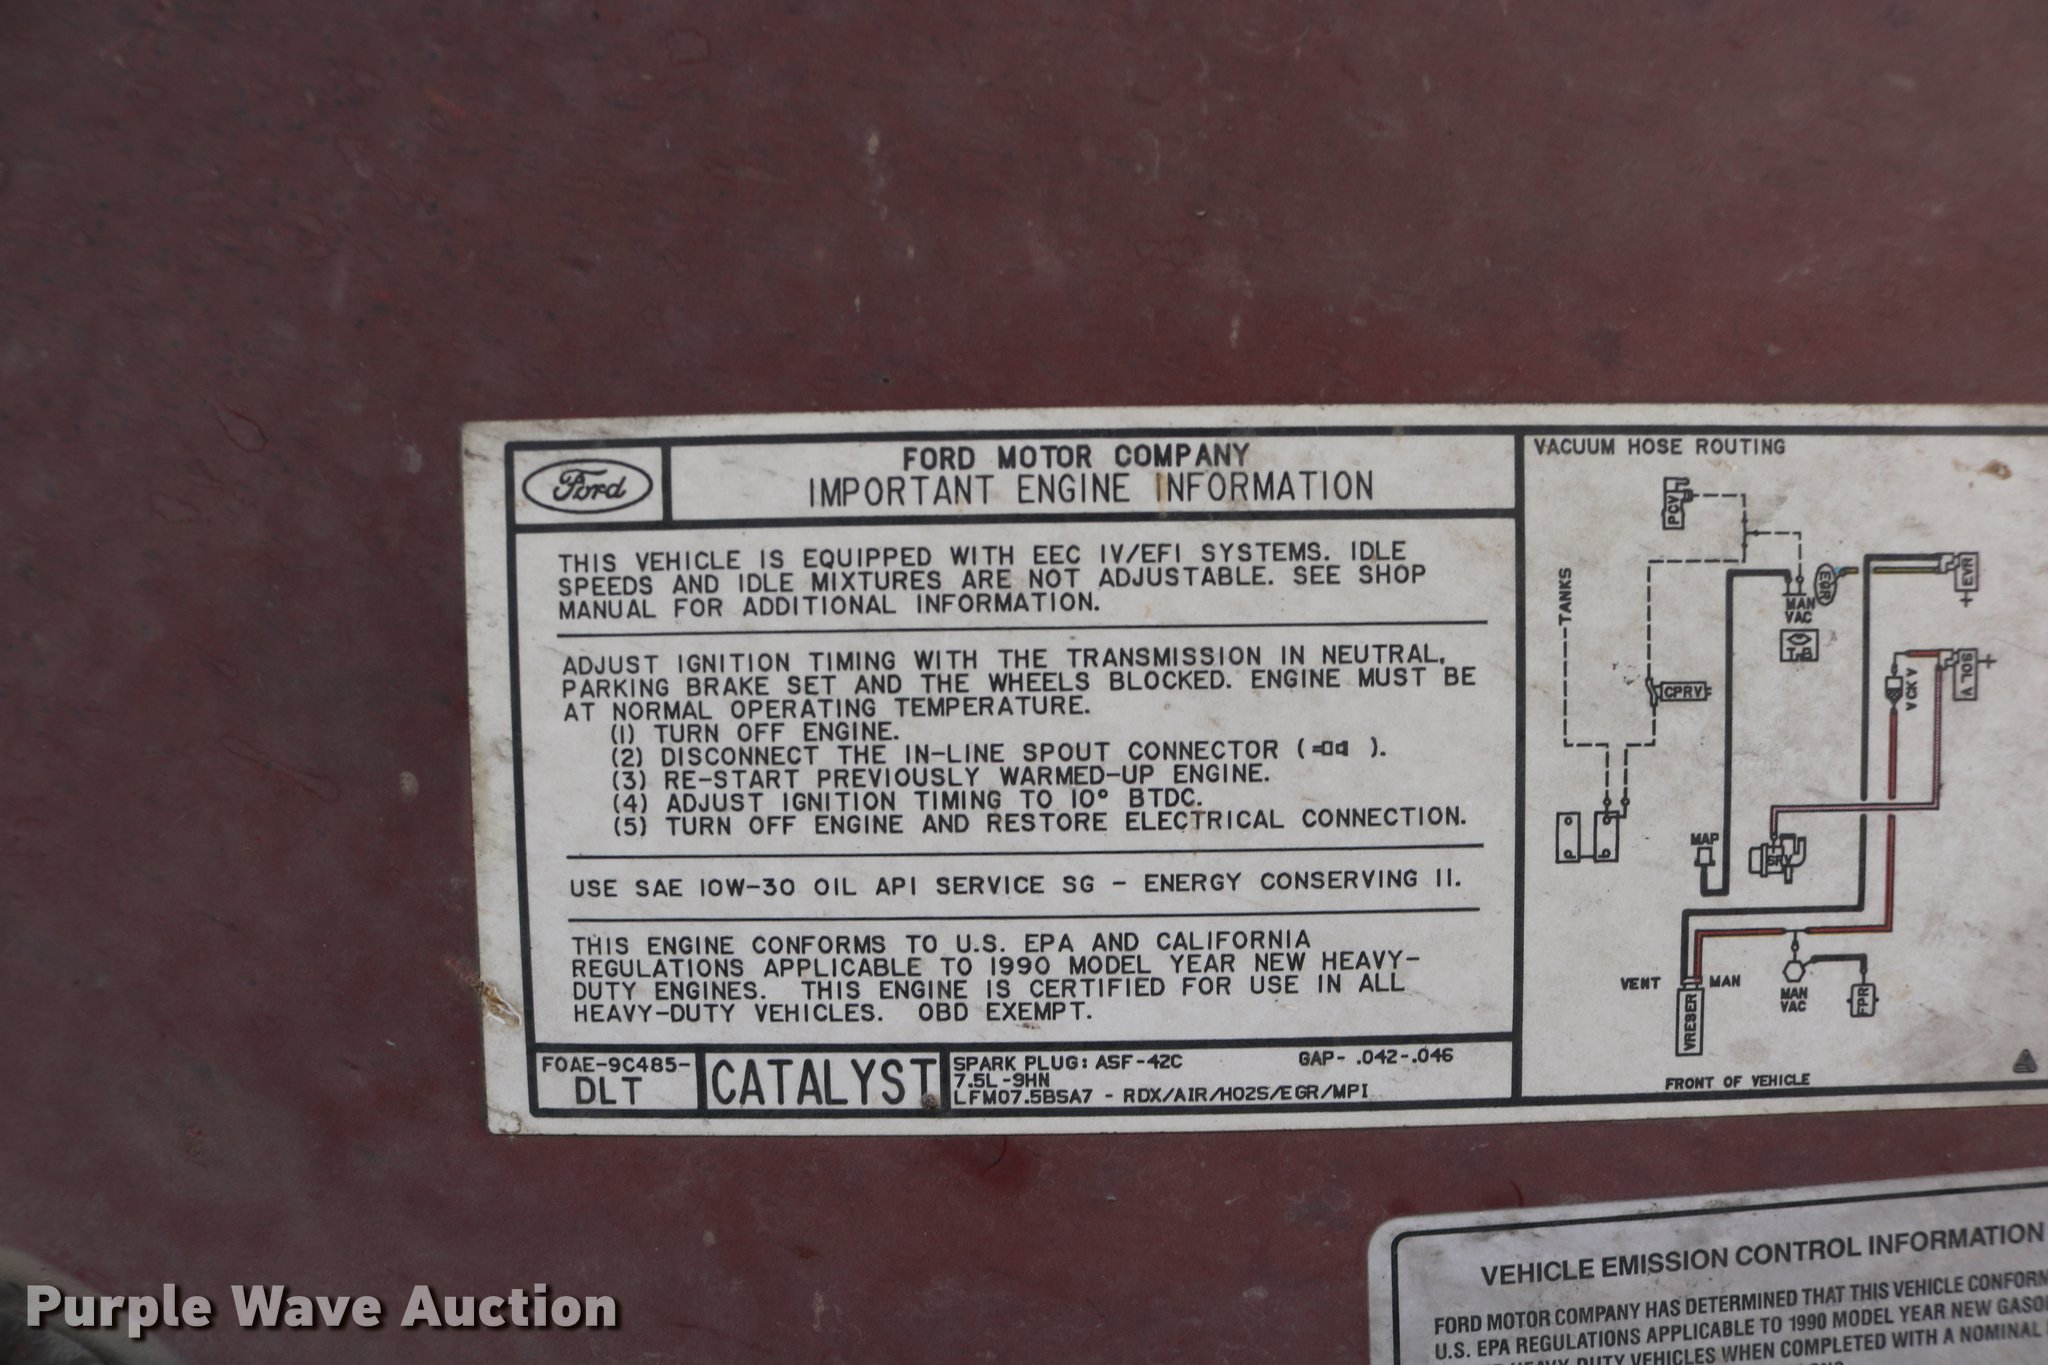 Ford
FORD MOTOR COMPANY
IMPORTANT ENGINE INFORMATION
THIS VEHICLE IS EQUIPPED WITH EEC IV/EFI SYSTEMS. IDLE
SPEEDS AND IDLE MIXTURES ARE NOT ADJUSTABLE. SEE SHOP
MANUAL FOR ADDITIONAL INFORMATION.
ADJUST IGNITION TIMING WITH THE TRANSMISSION IN NEUTRAL,
PARKING BRAKE SET AND THE WHEELS BLOCKED. ENGINE MUST BE
AT NORMAL OPERATING TEMPERATURE.
(1) TURN OFF ENGINE.
(2) DISCONNECT THE IN-LINE SPOUT CONNECTOR ( ).
(3) RE-START PREVIOUSLY WARMED-UP ENGINE.
(4) ADJUST IGNITION TIMING TO 10° BTDC.
(5) TURN OFF ENGINE AND RESTORE ELECTRICAL CONNECTION.
USE SAE 10W-30 OIL API SERVICE SG - ENERGY CONSERVING II.
THIS ENGINE CONFORMS TO U.S. EPA AND CALIFORNIA
REGULATIONS APPLICABLE TO 1990 MODEL YEAR NEW HEAVY-
DUTY ENGINES. THIS ENGINE IS CERTIFIED FOR USE IN ALL
HEAVY-DUTY VEHICLES. OBD EXEMPT.
F0AE-9C485-
DLT
CATALYST
SPARK PLUG: ASF-42C GAP- .042-.046
7.5L-9HN
LFM07.5BSA7 - RDX/AIR/HO2S/EGR/MPI
VACUUM HOSE ROUTING
PCV
TANKS
EGR
EVR
+
MAN
VAC
T B
CPRV
VCK V
SOL V
+
MAP
SRV
VENT
MAN
VRESER
MAN
VAC
FPR
FRONT OF VEHICLE
VEHICLE EMISSION CONTROL INFORMATION
FORD MOTOR COMPANY HAS DETERMINED THAT THIS VEHICLE CONFORM
U.S. EPA REGULATIONS APPLICABLE TO 1990 MODEL YEAR NEW GASO
HEAVY-DUTY VEHICLES WHEN COMPLETED WITH A NOMINAL
Purple Wave Auction